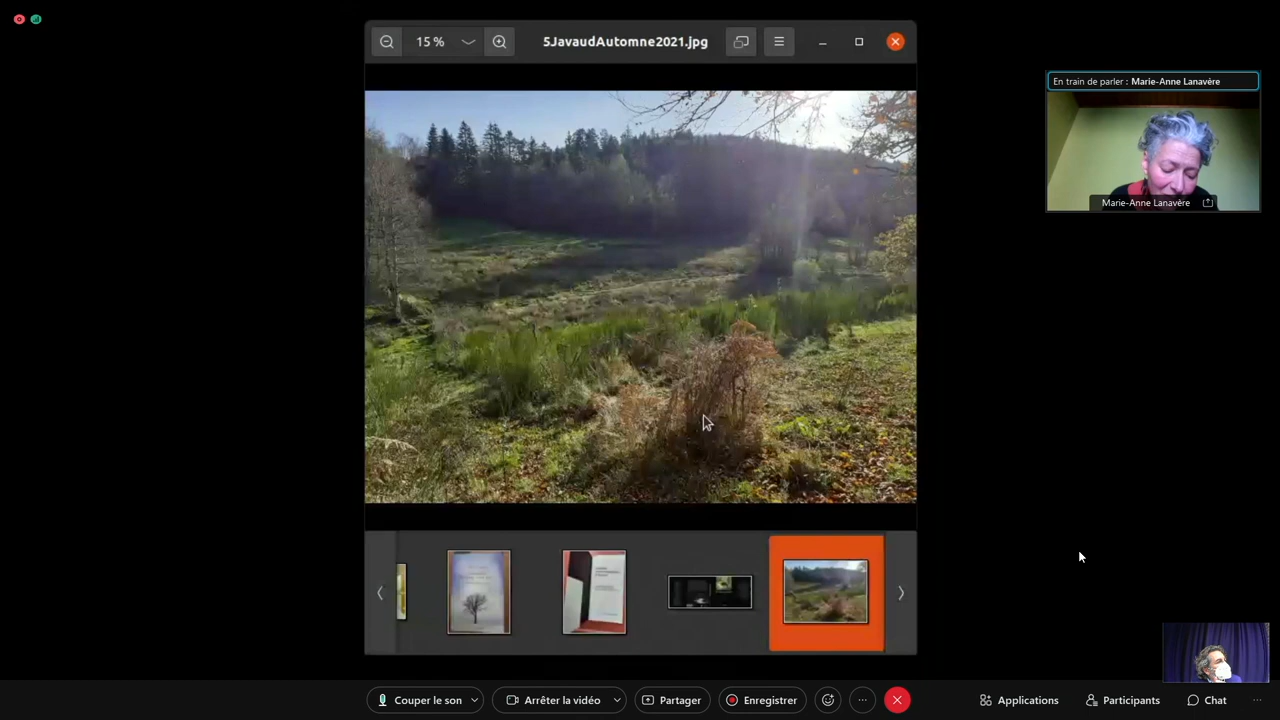 15 %
5JavaudAutomne2021.jpg
En train de parler : Marie-Anne Lanavère
Marie-Anne Lanavère
Couper le son
Arrêter la vidéo
Partager
Enregistrer
Applications
Participants
Chat